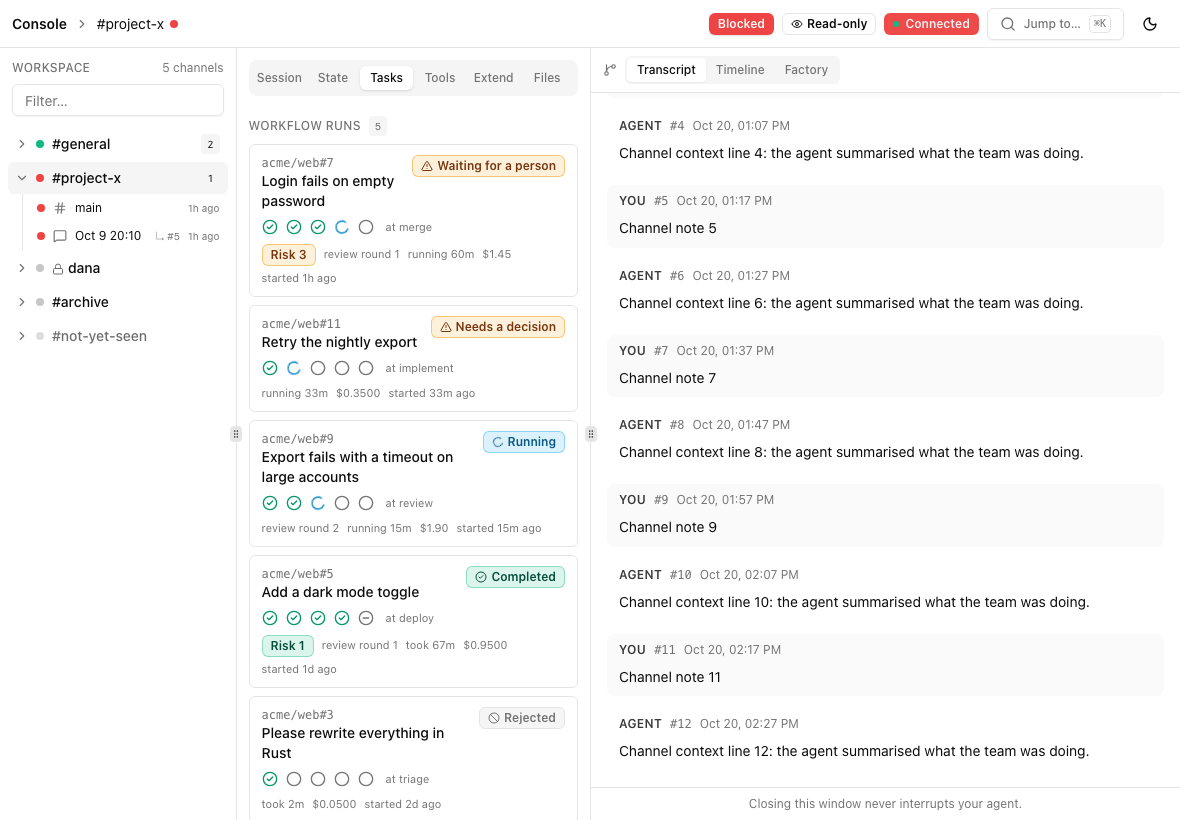 Console > #project-x
Blocked
Read-only
Connected
Jump to... ⌘K
WORKSPACE 5 channels
Filter...
#general 2
#project-x 1
main 1h ago
Oct 9 20:10 #5 1h ago
dana
#archive
#not-yet-seen
Session State Tasks Tools Extend Files
WORKFLOW RUNS 5
acme/web#7
Waiting for a person
Login fails on empty
password
at merge
Risk 3 review round 1 running 60m $1.45
started 1h ago
acme/web#11
Needs a decision
Retry the nightly export
at implement
running 33m $0.3500 started 33m ago
acme/web#9
Running
Export fails with a timeout on
large accounts
at review
review round 2 running 15m $1.90 started 15m ago
acme/web#5
Completed
Add a dark mode toggle
at deploy
Risk 1 review round 1 took 67m $0.9500
started 1d ago
acme/web#3
Rejected
Please rewrite everything in
Rust
at triage
took 2m $0.0500 started 2d ago
Transcript Timeline Factory
AGENT #4 Oct 20, 01:07 PM
Channel context line 4: the agent summarised what the team was doing.
YOU #5 Oct 20, 01:17 PM
Channel note 5
AGENT #6 Oct 20, 01:27 PM
Channel context line 6: the agent summarised what the team was doing.
YOU #7 Oct 20, 01:37 PM
Channel note 7
AGENT #8 Oct 20, 01:47 PM
Channel context line 8: the agent summarised what the team was doing.
YOU #9 Oct 20, 01:57 PM
Channel note 9
AGENT #10 Oct 20, 02:07 PM
Channel context line 10: the agent summarised what the team was doing.
YOU #11 Oct 20, 02:17 PM
Channel note 11
AGENT #12 Oct 20, 02:27 PM
Channel context line 12: the agent summarised what the team was doing.
Closing this window never interrupts your agent.